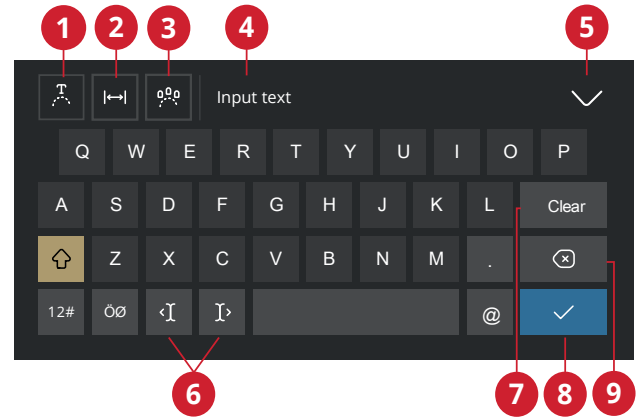 1 2 3 4 5
T Input text
Q W E R T Y U I O P
A S D F G H J K L Clear
Z X C V B N M .
12# ÖØ @
6 7 8 9